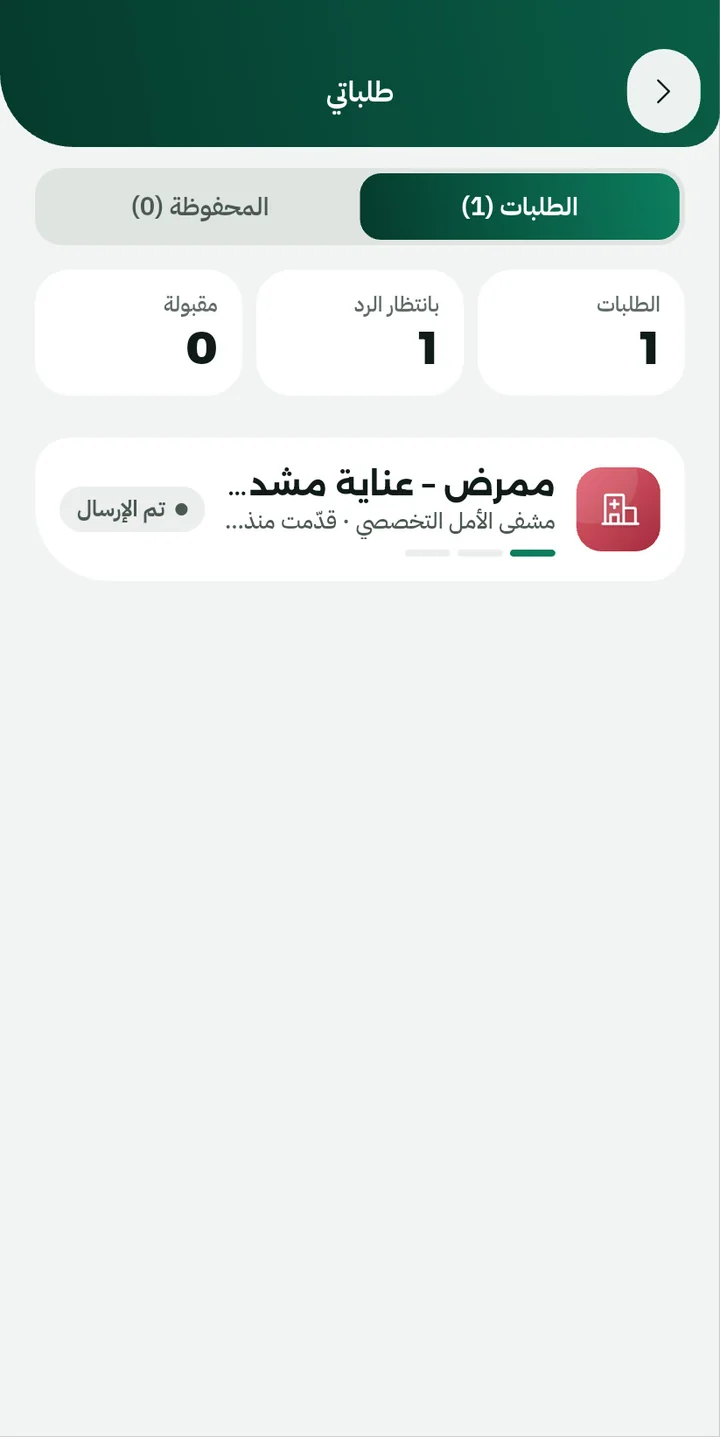 طلباتي
الطلبات (1)
المحفوظة (0)
الطلبات
1
بانتظار الرد
1
مقبولة
0
ممرض - عناية مشد...
مشفى الأمل التخصصي · قدّمت منذ...
تم الإرسال